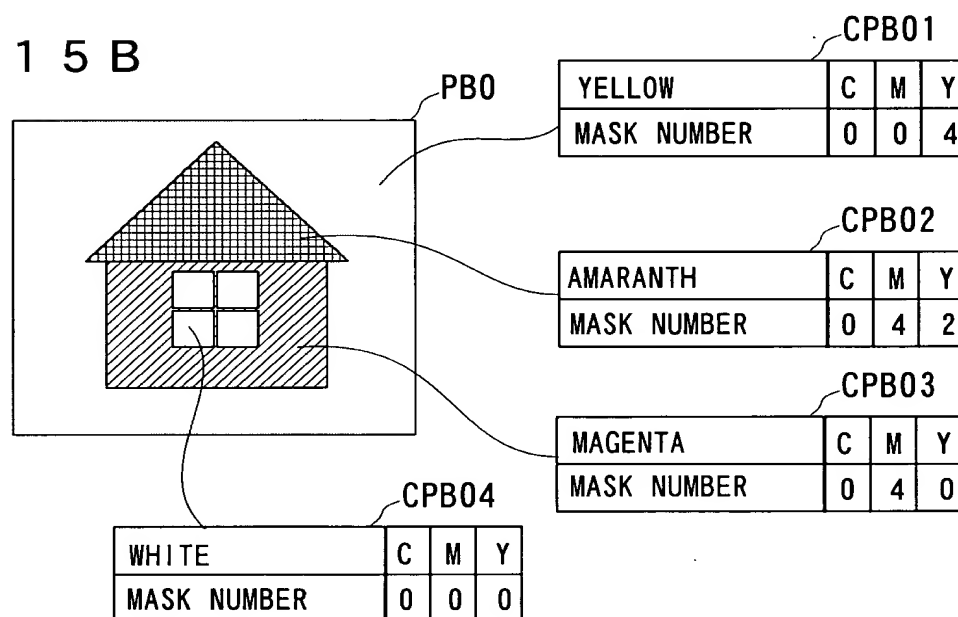 15B
PB0
CPB01
YELLOW C M Y
MASK NUMBER 0 0 4
CPB02
AMARANTH C M Y
MASK NUMBER 0 4 2
CPB03
MAGENTA C M Y
MASK NUMBER 0 4 0
CPB04
WHITE C M Y
MASK NUMBER 0 0 0